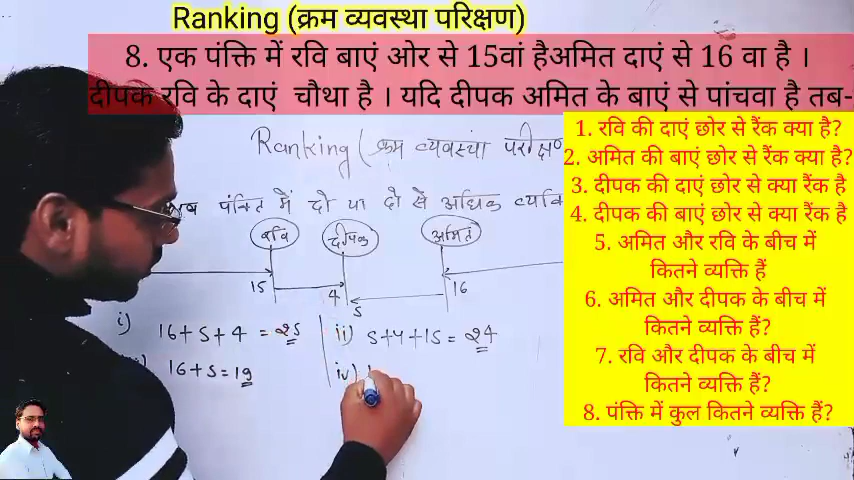 Ranking (क्रम व्यवस्था परिक्षण)
8. एक पंक्ति में रवि बाएं ओर से 15वां हैअमित दाएं से 16 वा है ।
दीपक रवि के दाएं चौथा है । यदि दीपक अमित के बाएं से पांचवा है तब-
1. रवि की दाएं छोर से रैंक क्या है?
2. अमित की बाएं छोर से रैंक क्या है?
3. दीपक की दाएं छोर से क्या रैंक है
4. दीपक की बाएं छोर से क्या रैंक है
5. अमित और रवि के बीच में
कितने व्यक्ति हैं
6. अमित और दीपक के बीच में
कितने व्यक्ति हैं?
7. रवि और दीपक के बीच में
कितने व्यक्ति हैं?
8. पंक्ति में कुल कितने व्यक्ति हैं?
Ranking (क्रम व्यवस्था परीक्षण
जब पंक्ति में दो या दो से अधिक व्यक्ति
रवि दीपक अमित
15 4 5 16
i) 16+5+4 = 25 ii) 5+4+15 = 24
16+5=19 iv)